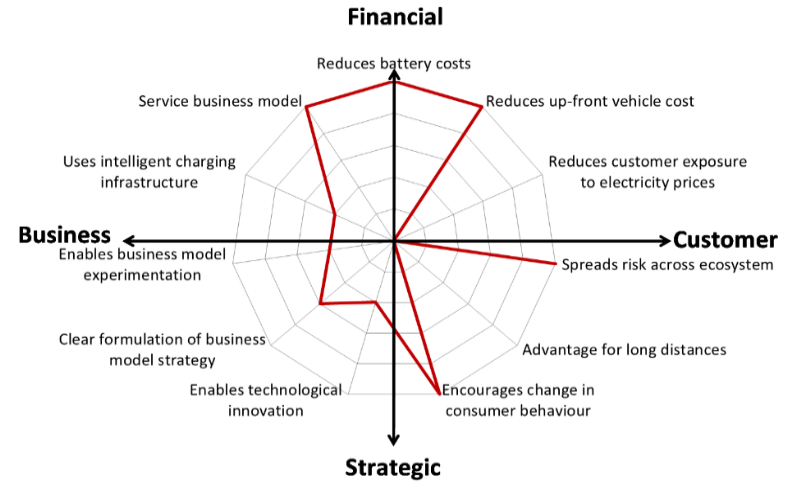 Financial
Reduces battery costs
Service business model
Reduces up-front vehicle cost
Uses intelligent charging
infrastructure
Reduces customer exposure
to electricity prices
Business
Customer
Enables business model
experimentation
Spreads risk across ecosystem
Clear formulation of business
model strategy
Advantage for long distances
Enables technological
innovation
Encourages change in
consumer behaviour
Strategic